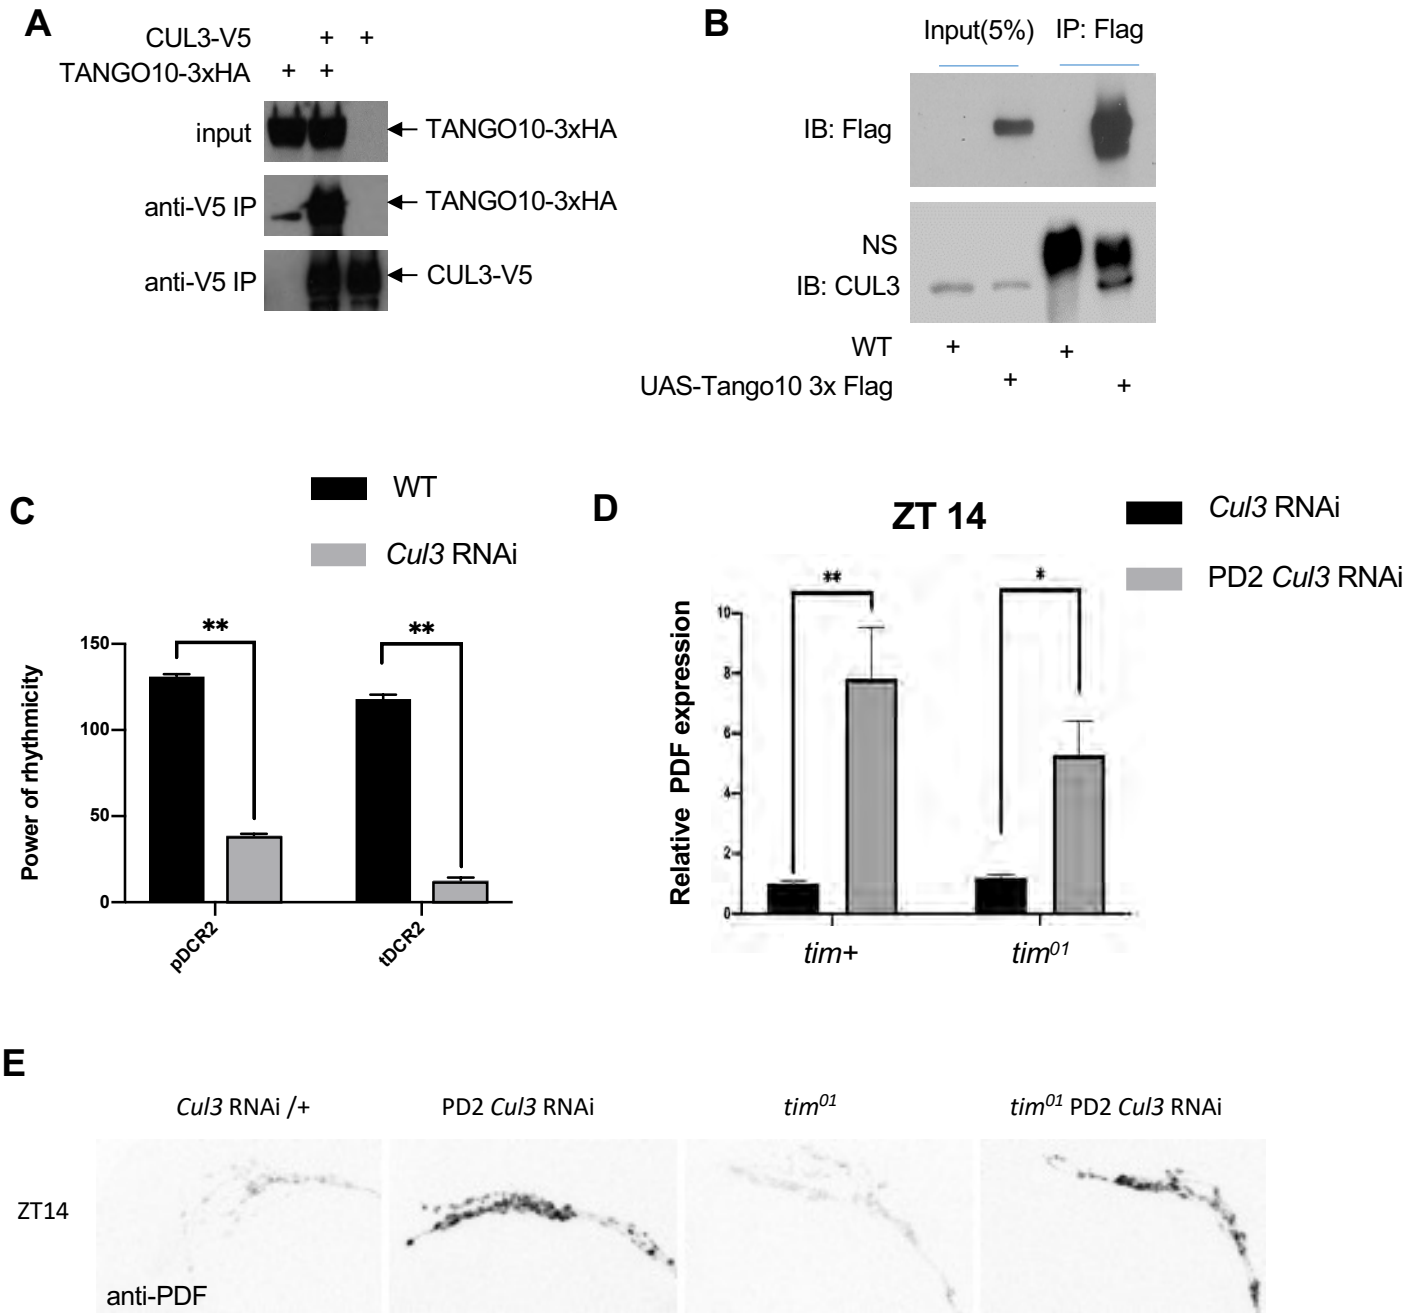 A
CUL3-V5 + +
TANGO10-3xHA + +
input TANGO10-3xHA
anti-V5 IP TANGO10-3xHA
anti-V5 IP CUL3-V5
B
Input(5%) IP: Flag
IB: Flag
NS
IB: CUL3
WT + +
UAS-Tango10 3x Flag + +
C
WT
Cul3 RNAi
Power of rhythmicity
150
100
50
0
** **
pDCR2 tDCR2
D
ZT 14
Cul3 RNAi
PD2 Cul3 RNAi
Relative PDF expression
10
8
6
4
2
0
** *
tim+ tim01
E
Cul3 RNAi /+ PD2 Cul3 RNAi tim01 tim01 PD2 Cul3 RNAi
ZT14
anti-PDF